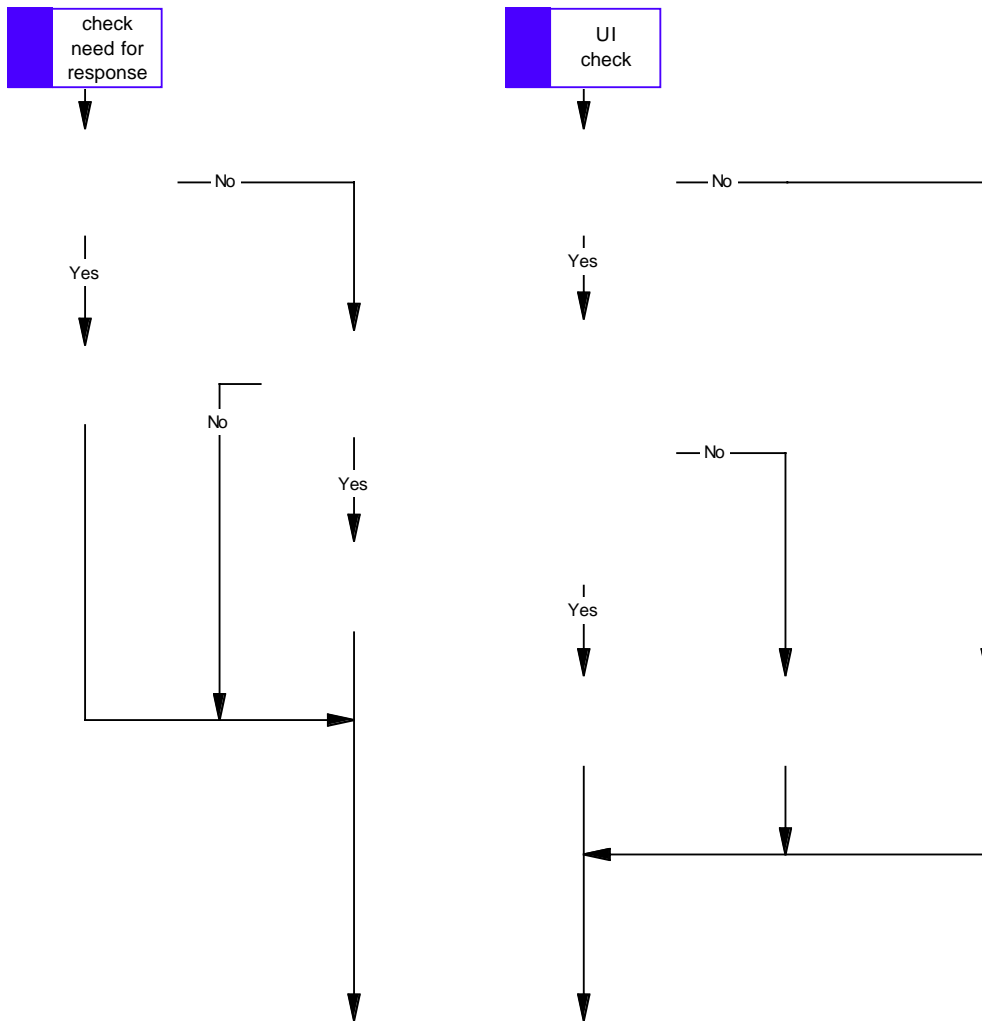 check
need for
response
UI
check
No
No
Yes
Yes
No
No
Yes
Yes